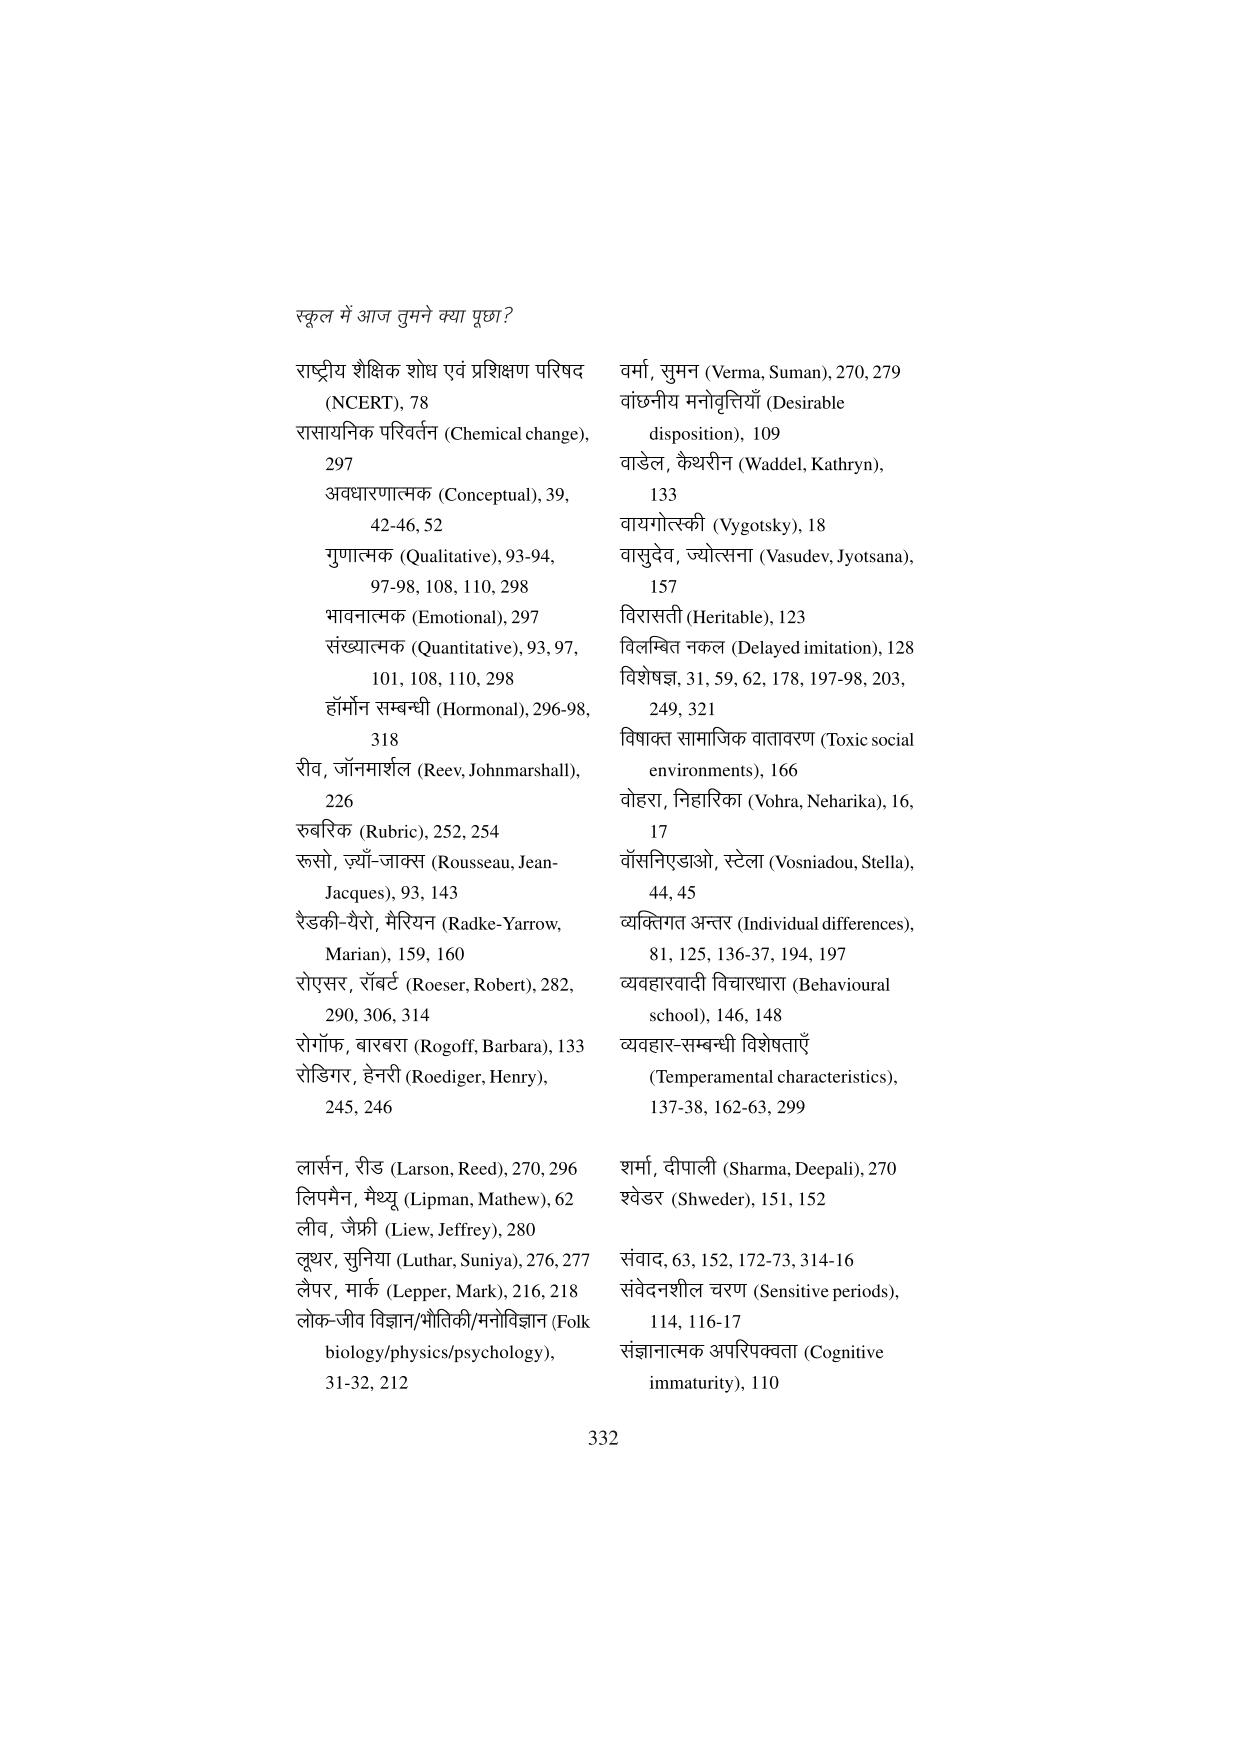 स्कूल में आज तुमने क्या पूछा?
राष्ट्रीय शैक्षिक शोध एवं प्रशिक्षण परिषद
(NCERT), 78
रासायनिक परिवर्तन (Chemical change),
297
अवधारणात्मक (Conceptual), 39,
42-46, 52
गुणात्मक (Qualitative), 93-94,
97-98, 108, 110, 298
भावनात्मक (Emotional), 297
संख्यात्मक (Quantitative), 93, 97,
101, 108, 110, 298
हॉर्मोन सम्बन्धी (Hormonal), 296-98,
318
रीव, जॉनमार्शल (Reev, Johnmarshall),
226
रुबरिक (Rubric), 252, 254
रूसो, ज़्याँ-जाक्स (Rousseau, Jean-
Jacques), 93, 143
रैडकी-यैरो, मैरियन (Radke-Yarrow,
Marian), 159, 160
रोएसर, रॉबर्ट (Roeser, Robert), 282,
290, 306, 314
रोगॉफ, बारबरा (Rogoff, Barbara), 133
रोडिगर, हेनरी (Roediger, Henry),
245, 246
लार्सन, रीड (Larson, Reed), 270, 296
लिपमैन, मैथ्यू (Lipman, Mathew), 62
लीव, जैफ्री (Liew, Jeffrey), 280
लूथर, सुनिया (Luthar, Suniya), 276, 277
लैपर, मार्क (Lepper, Mark), 216, 218
लोक-जीव विज्ञान/भौतिकी/मनोविज्ञान (Folk
biology/physics/psychology),
31-32, 212
वर्मा, सुमन (Verma, Suman), 270, 279
वांछनीय मनोवृत्तियाँ (Desirable
disposition), 109
वाडेल, कैथरीन (Waddel, Kathryn),
133
वायगोत्स्की (Vygotsky), 18
वासुदेव, ज्योत्सना (Vasudev, Jyotsana),
157
विरासती (Heritable), 123
विलम्बित नकल (Delayed imitation), 128
विशेषज्ञ, 31, 59, 62, 178, 197-98, 203,
249, 321
विषाक्त सामाजिक वातावरण (Toxic social
environments), 166
वोहरा, निहारिका (Vohra, Neharika), 16,
17
वॉसनिएडाओ, स्टेला (Vosniadou, Stella),
44, 45
व्यक्तिगत अन्तर (Individual differences),
81, 125, 136-37, 194, 197
व्यवहारवादी विचारधारा (Behavioural
school), 146, 148
व्यवहार-सम्बन्धी विशेषताएँ
(Temperamental characteristics),
137-38, 162-63, 299
शर्मा, दीपाली (Sharma, Deepali), 270
श्वेडर (Shweder), 151, 152
संवाद, 63, 152, 172-73, 314-16
संवेदनशील चरण (Sensitive periods),
114, 116-17
संज्ञानात्मक अपरिपक्वता (Cognitive
immaturity), 110
332